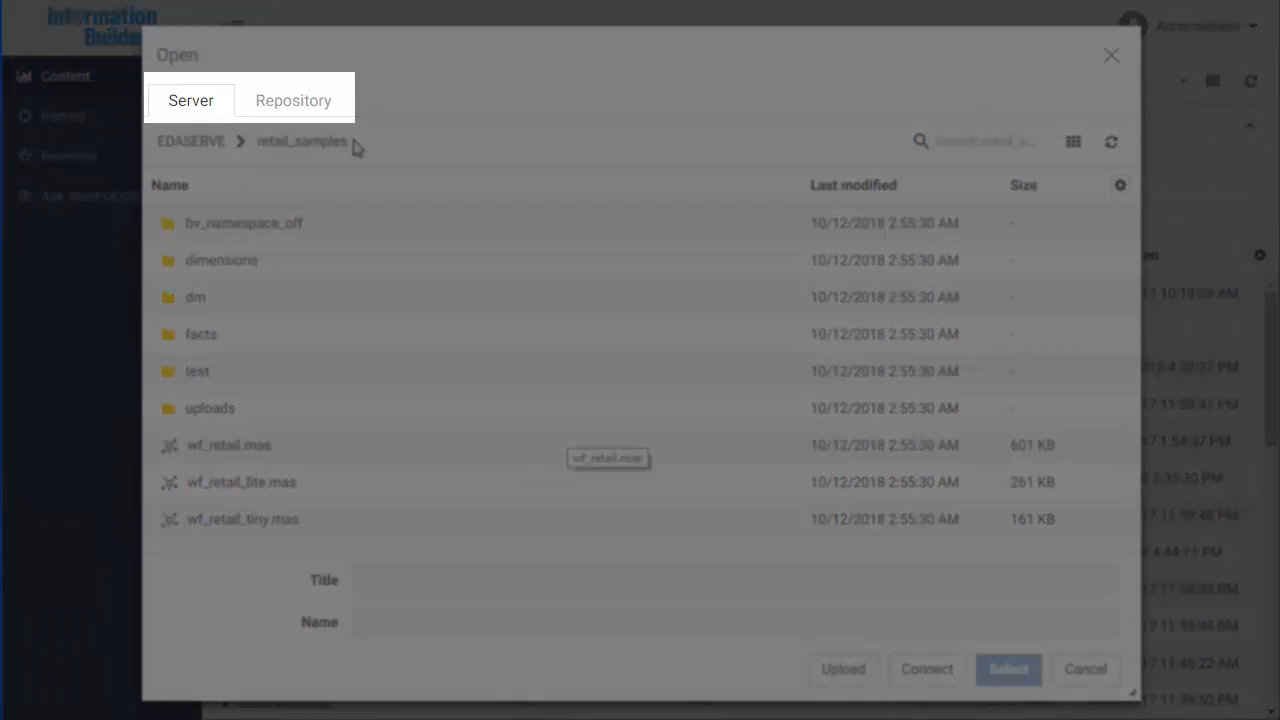 Information
Builde
Open
Content
Server
Repository
EDASERVE
retail_samples
Name
Last modified
Size
bv_namespace_off
10/12/2018 2:55:30 AM
-
dimensions
10/12/2018 2:55:30 AM
-
dm
10/12/2018 2:55:30 AM
-
facts
10/12/2018 2:55:30 AM
-
test
10/12/2018 2:55:30 AM
-
uploads
10/12/2018 2:55:30 AM
-
wf_retail.mas
10/12/2018 2:55:30 AM
601 KB
wf_retail.mas
wf_retail_lite.mas
10/12/2018 2:55:30 AM
261 KB
wf_retail_tiny.mas
10/12/2018 2:55:30 AM
161 KB
Title
Name
Upload
Connect
Select
Cancel